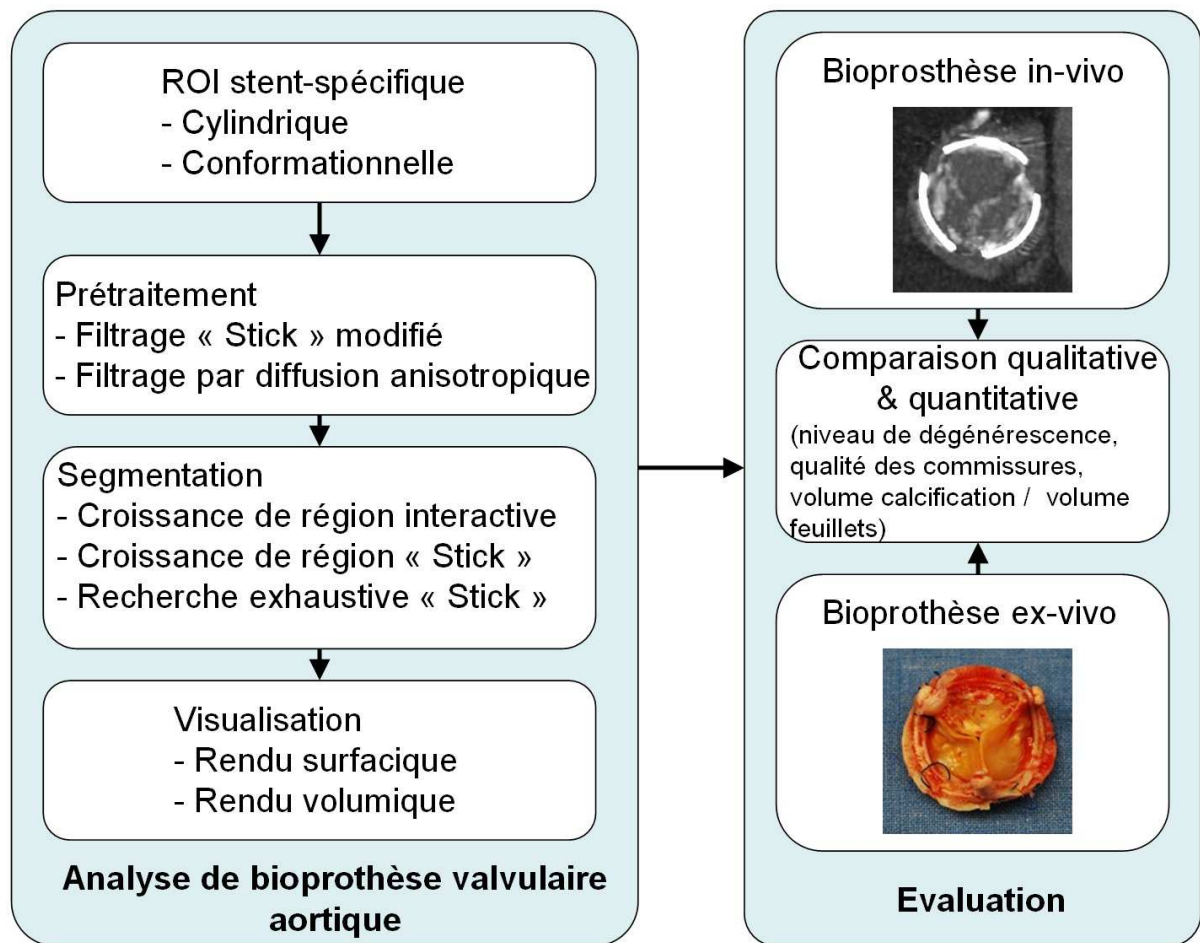 ROI stent-spécifique
- Cylindrique
- Conformationnelle
Prétraitement
- Filtrage « Stick » modifié
- Filtrage par diffusion anisotropique
Segmentation
- Croissance de région interactive
- Croissance de région « Stick »
- Recherche exhaustive « Stick »
Visualisation
- Rendu surfacique
- Rendu volumique
Analyse de bioprothèse valvulaire
aortique
Bioprosthèse in-vivo
Comparaison qualitative
& quantitative
(niveau de dégénérescence,
qualité des commissures,
volume calcification / volume
feuillets)
Bioprothèse ex-vivo
Evaluation